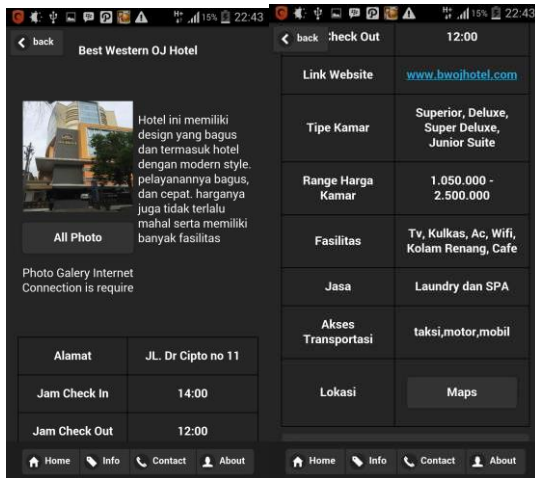 15% 22:43
back
Best Western OJ Hotel
Hotel ini memiliki
design yang bagus
dan termasuk hotel
dengan modern style.
pelayanannya bagus,
dan cepat. harganya
juga tidak terlalu
mahal serta memiliki
banyak fasilitas
All Photo
Photo Galery Internet
Connection is require
Alamat JL. Dr Cipto no 11
Jam Check In 14:00
Jam Check Out 12:00
Home Info Contact About
15% 22:43
back Check Out 12:00
Link Website www.bwojhotel.com
Tipe Kamar Superior, Deluxe,
Super Deluxe,
Junior Suite
Range Harga
Kamar
1.050.000 -
2.500.000
Fasilitas Tv, Kulkas, Ac, Wifi,
Kolam Renang, Cafe
Jasa Laundry dan SPA
Akses
Transportasi
taksi,motor,mobil
Lokasi Maps
Home Info Contact About